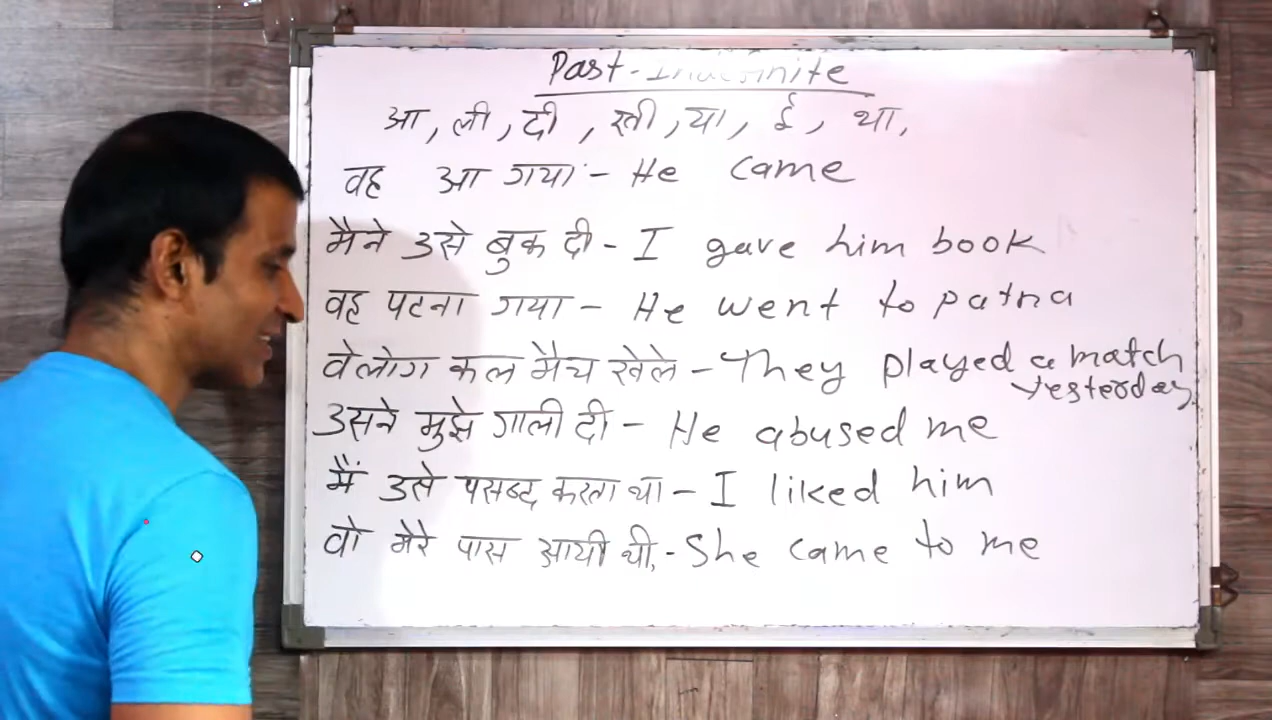 Past-Indefinite
आ, ली, दी, रती, या, ई, था,
वह आ गया - He came
मैने उसे बुक दी - I gave him book
वह पटना गया - He went to patna
वे लोग कल मैच खेले - They played a match
yesterday
उसने मुझे गाली दी - He abused me
मैं उसे पसन्द करता था - I liked him
वो मेरे पास आयी थी, - She came to me